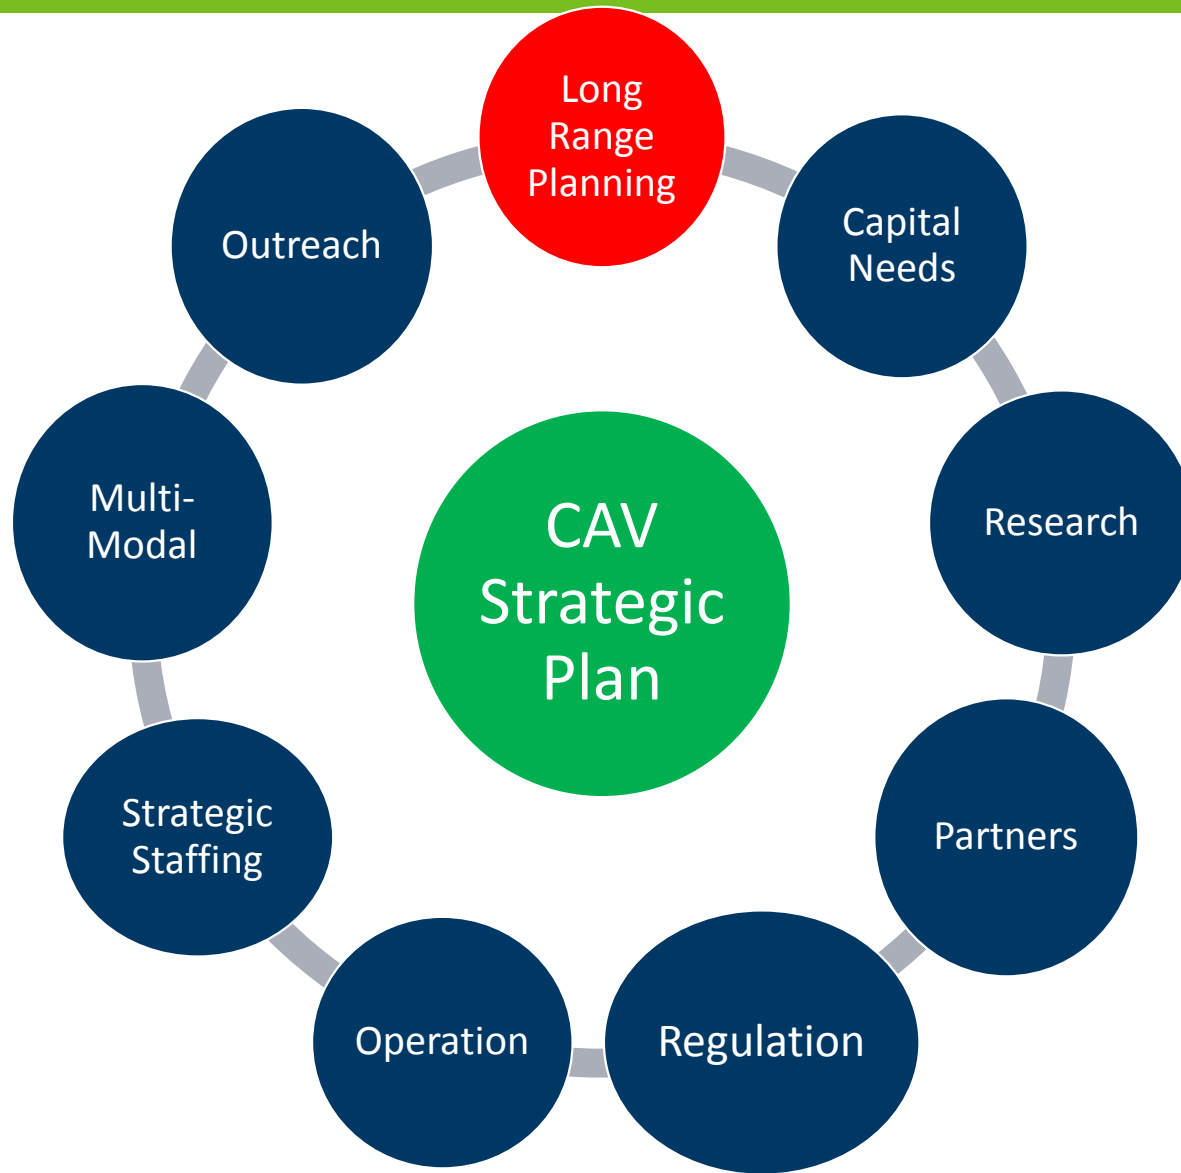 Long
Range
Planning
Capital
Needs
Research
Partners
Regulation
Operation
Strategic
Staffing
Multi-
Modal
Outreach
CAV
Strategic
Plan